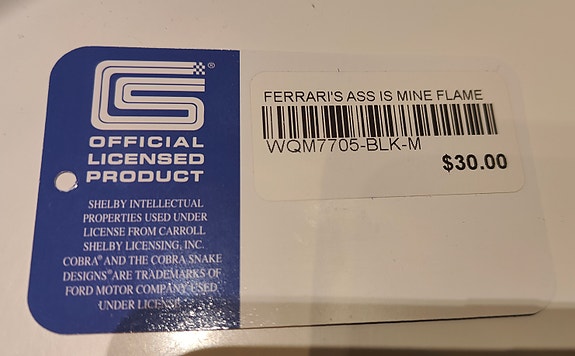 ®
OFFICIAL
LICENSED
PRODUCT
SHELBY INTELLECTUAL
PROPERTIES USED UNDER
LICENSE FROM CARROLL
SHELBY LICENSING, INC.
COBRA® AND THE COBRA SNAKE
DESIGNS® ARE TRADEMARKS OF
FORD MOTOR COMPANY USED
UNDER LICENSE
FERRARI'S ASS IS MINE FLAME
WQM7705-BLK-M
$30.00